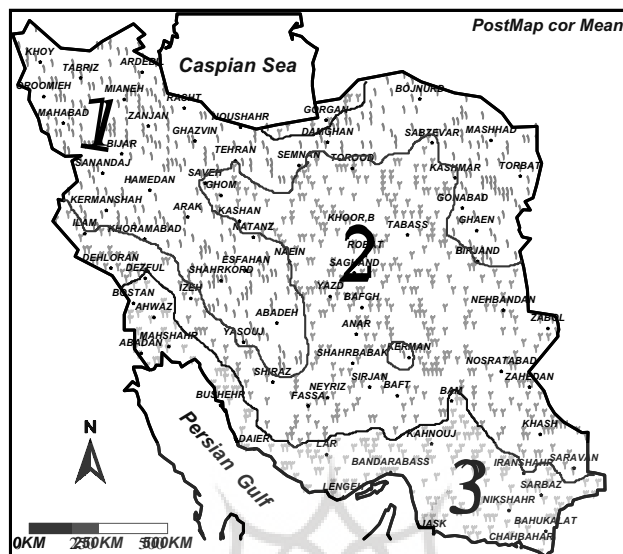 PostMap cor Mean
KHOY
ARDEBIL
TABRIZ
Caspian Sea
OROOMIEH
MIANEH
BOJNURD
RASHT
MAHABAD
1
ZANJAN
NOUSHAHR
GORGAN
GHAZVIN
DAMGHAN
SABZEVAR
MASHHAD
BIJAR
TEHRAN
SANANDAJ
SEMNAN
TOROOD
SAVEH
KASHMAR
TORBAT
HAMEDAN
GHOM
KERMANSHAH
GONABAD
ARAK
KASHAN
KHOOR,B
ILAM
NATANZ
TABASS
GHAEN
KHORAMABAD
ROBAT
BIRJAND
DEHLORAN
NAEIN
2
ESFAHAN
SAGHAND
DEZFUL
SHAHRKORD
YAZD
BOSTAN
IZEH
BAFGH
NEHBANDAN
AHWAZ
ABADEH
ZABUL
MAHSHAHR
ANAR
YASOUJ
ABADAN
KERMAN
SHAHRBABAK
NOSRATABAD
SHIRAZ
SIRJAN
ZAHEDAN
BUSHEHR
NEYRIZ
BAFT
BAM
FASSA
KHASH
DAIER
LAR
KAHNOUJ
Persian Gulf
N
BANDARABASS
3
IRANSHAHR
SARAVAN
LENGEH
SARBAZ
NIKSHAHR
JASK
BAHUKALAT
CHAHBAHAR
0KM 250KM 500KM